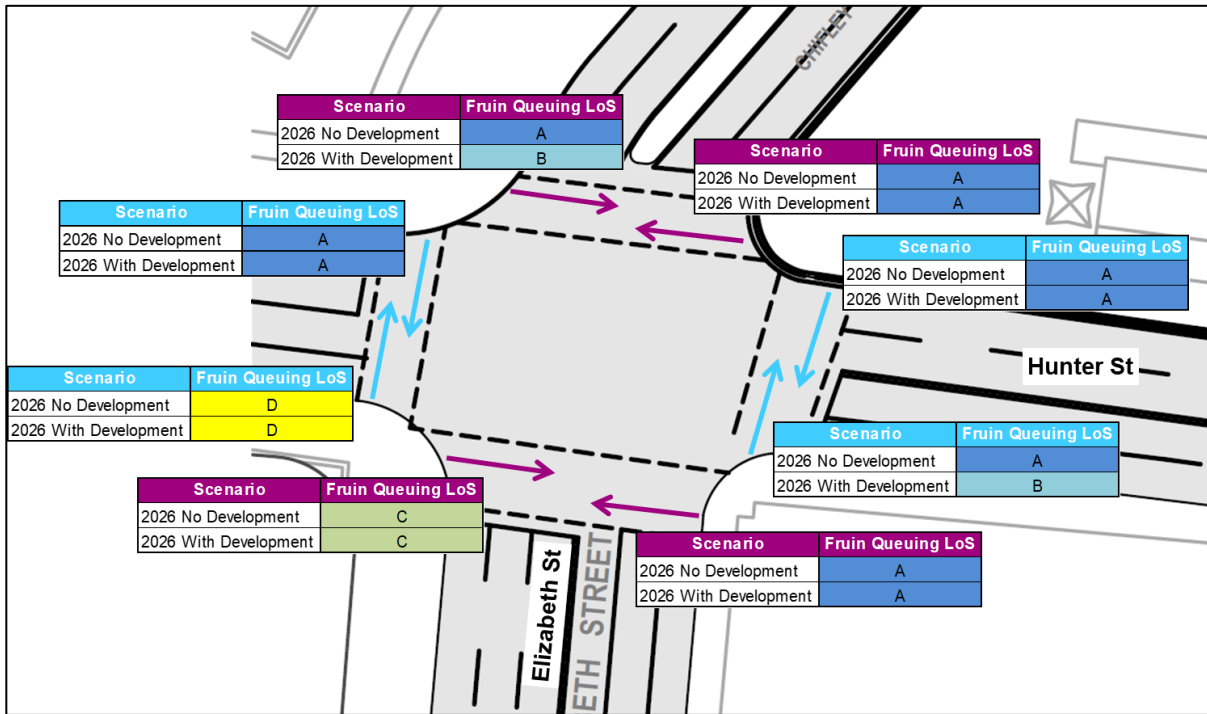 CHIFLEY
Scenario Fruin Queuing LoS
2026 No Development A
2026 With Development B
Scenario Fruin Queuing LoS
2026 No Development A
2026 With Development A
Scenario Fruin Queuing LoS
2026 No Development A
2026 With Development A
Scenario Fruin Queuing LoS
2026 No Development A
2026 With Development A
Hunter St
Scenario Fruin Queuing LoS
2026 No Development D
2026 With Development D
Scenario Fruin Queuing LoS
2026 No Development A
2026 With Development B
Scenario Fruin Queuing LoS
2026 No Development C
2026 With Development C
Scenario Fruin Queuing LoS
2026 No Development A
2026 With Development A
Elizabeth St
ETH STREET